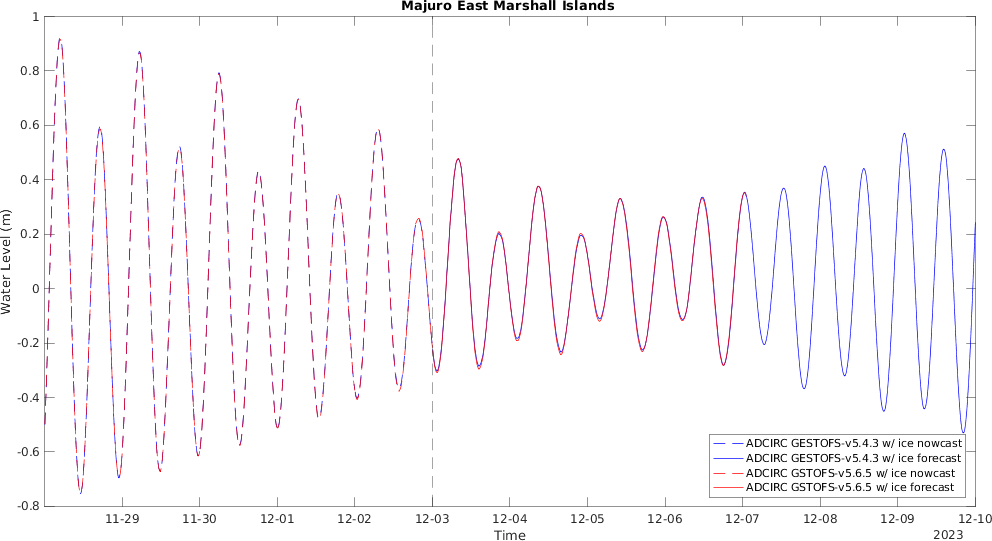 Majuro East Marshall Islands
Water Level (m)
1
0.8
0.6
0.4
0.2
0
-0.2
-0.4
-0.6
-0.8
ADCIRC GESTOFS-v5.4.3 w/ ice nowcast
ADCIRC GESTOFS-v5.4.3 w/ ice forecast
ADCIRC GSTOFS-v5.6.5 w/ ice nowcast
ADCIRC GSTOFS-v5.6.5 w/ ice forecast
11-29 11-30 12-01 12-02 12-03 12-04 12-05 12-06 12-07 12-08 12-09 12-10
Time
2023